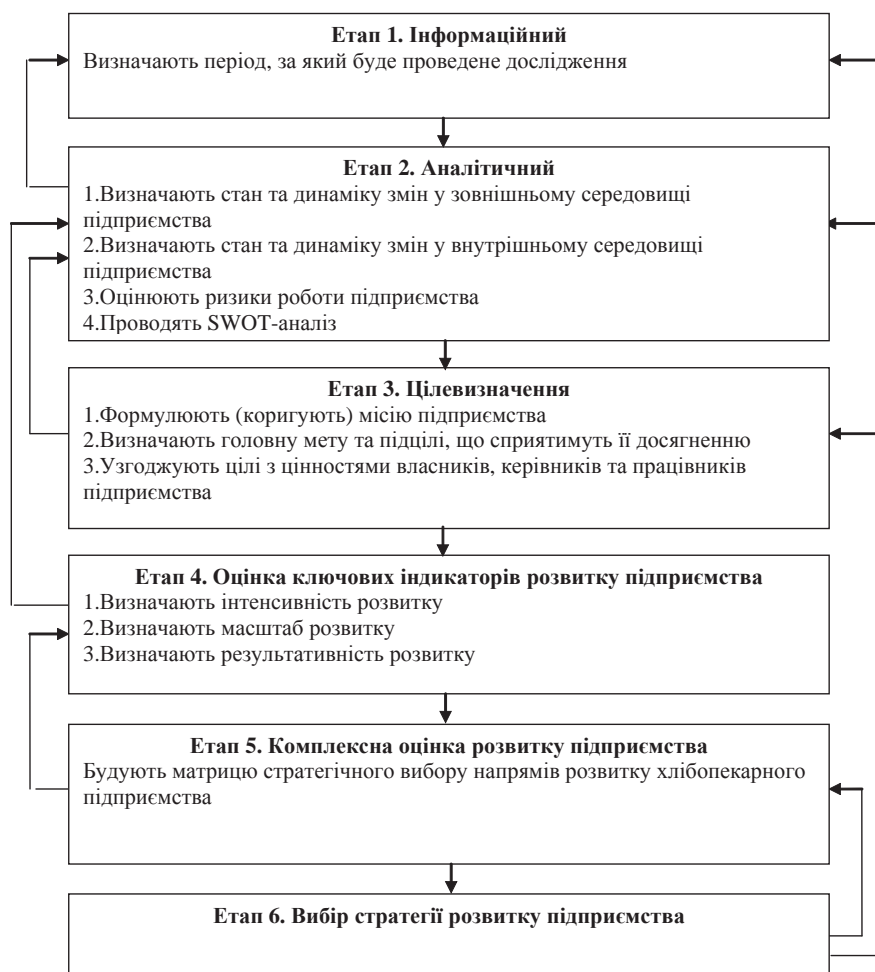 Етап 1. Інформаційний
Визначають період, за який буде проведене дослідження
Етап 2. Аналітичний
1.Визначають стан та динаміку змін у зовнішньому середовищі
підприємства
2.Визначають стан та динаміку змін у внутрішньому середовищі
підприємства
3.Оцінюють ризики роботи підприємства
4.Проводять SWOT-аналіз
Етап 3. Цілевизначення
1.Формулюють (коригують) місію підприємства
2.Визначають головну мету та підцілі, що сприятимуть її досягненню
3.Узгоджують цілі з цінностями власників, керівників та працівників
підприємства
Етап 4. Оцінка ключових індикаторів розвитку підприємства
1.Визначають інтенсивність розвитку
2.Визначають масштаб розвитку
3.Визначають результативність розвитку
Етап 5. Комплексна оцінка розвитку підприємства
Будують матрицю стратегічного вибору напрямів розвитку хлібопекарного
підприємства
Етап 6. Вибір стратегії розвитку підприємства